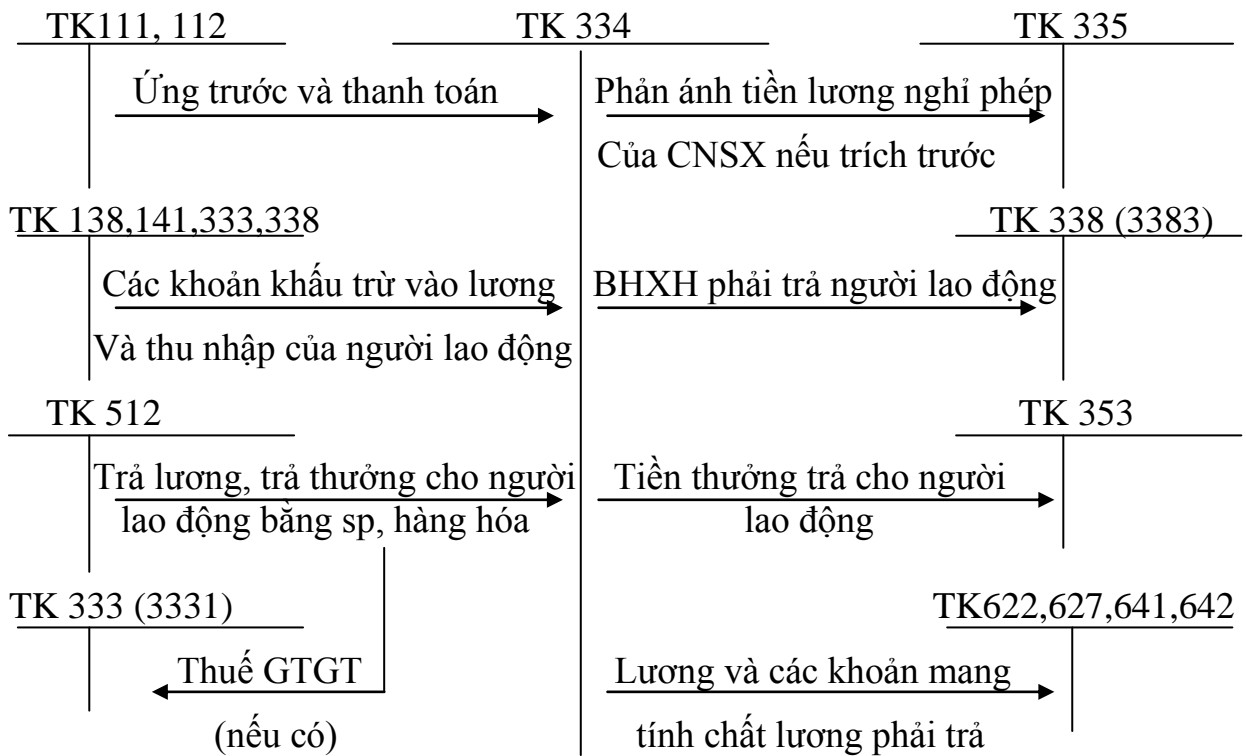 TK111, 112
TK 334
TK 335
Ứng trước và thanh toán
Phản ánh tiền lương nghỉ phép
Của CNSX nếu trích trước
TK 138,141,333,338
TK 338 (3383)
Các khoản khấu trừ vào lương
BHXH phải trả người lao động
Và thu nhập của người lao động
TK 512
TK 353
Trả lương, trả thưởng cho người
Tiền thưởng trả cho người
lao động bằng sp, hàng hóa
lao động
TK 333 (3331)
TK622,627,641,642
Thuế GTGT
Lương và các khoản mang
(nếu có)
tính chất lương phải trả